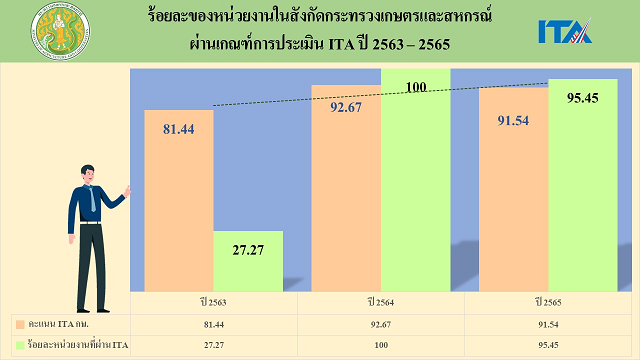 ร้อยละของหน่วยงานในสังกัดกระทรวงเกษตรและสหกรณ์
ผ่านเกณฑ์การประเมิน ITA ปี 2563 – 2565
ITA
81.44
27.27
92.67
100
91.54
95.45
ปี 2563 ปี 2564 ปี 2565
คะแนน ITA กษ. 81.44 92.67 91.54
ร้อยละหน่วยงานที่ผ่าน ITA 27.27 100 95.45